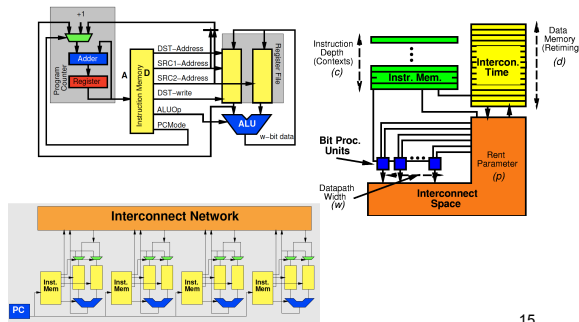 +1
Adder
Register
Program
Counter
A
D
Instruction Memory
DST-Address
SRC1-Address
SRC2-Address
DST-write
ALUOp
PCMode
Register File
ALU
w-bit data
Instruction
Depth
(Contexts)
(c)
Instr. Mem.
Intercon.
Time
Data
Memory
(Retiming)
(d)
Bit Proc.
Units
Datapath
Width
(w)
Rent
Parameter
(p)
Interconnect
Space
Interconnect Network
Inst.
Mem
Inst.
Mem
Inst.
Mem
Inst.
Mem
PC
15